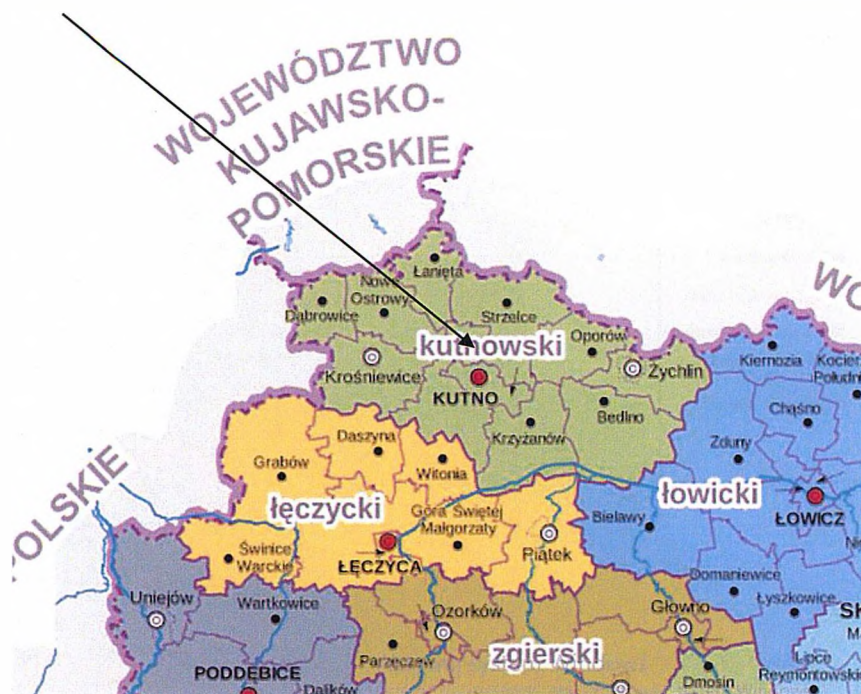 WOJEWÓDZTWO
KUJAWSKO-
POMORSKIE
WO
Łanięta
Nowe
Ostrowy
Dąbrowice
Strzelce
kutnowski
Oporów
Krośniewice
Żychlin
KUTNO
Bedlno
Krzyżanów
Kiernozia
Chąśno
Zduny
łowicki
ŁOWICZ
Bielawy
Domaniewice
Łyszkowice
Daszyna
Grabów
Witonia
łęczycki
Góra Świętej
Małgorzaty
ŁĘCZYCA
Piątek
Świnice
Warckie
POLSKIE
Uniejów
Wartkowice
PODDĘBICE
Dalików
Ozorków
Parzęczew
zgierski
Głowno
Dmosin
Lipce
Reymontowskie
SK